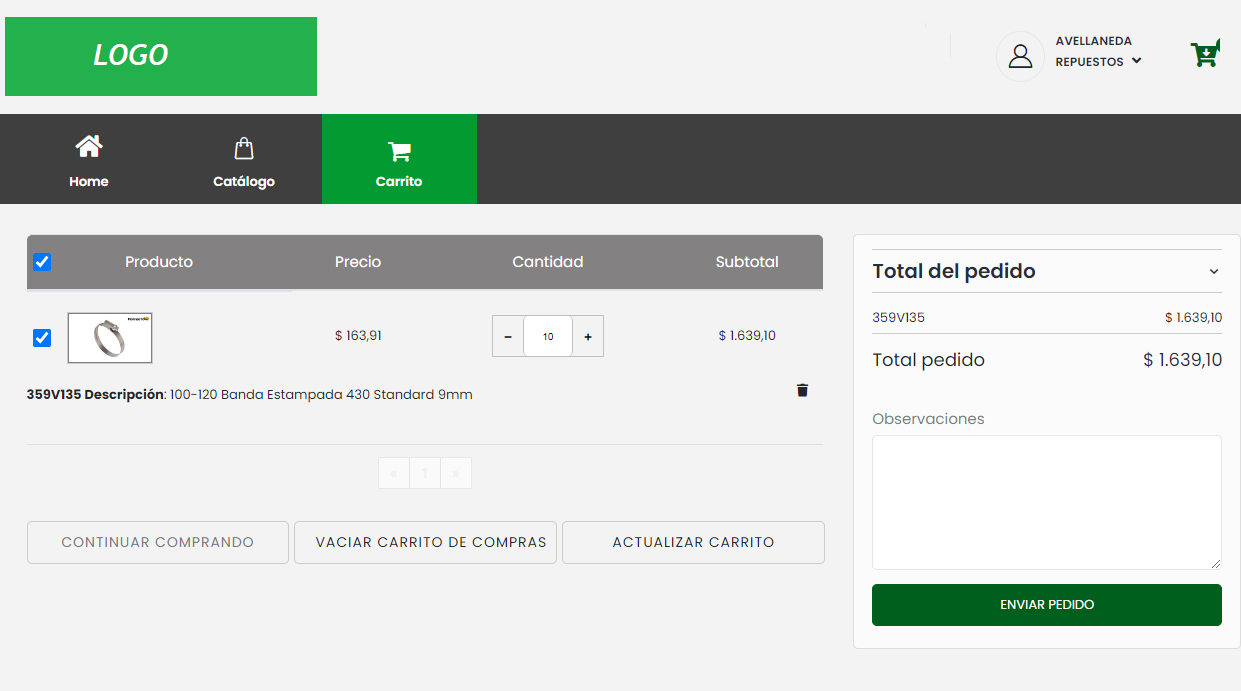 LOGO
AVELLANEDA
REPUESTOS
Home
Catálogo
Carrito
Producto
Precio
Cantidad
Subtotal
$ 163,91
-
10
+
$ 1.639,10
359V135 Descripción: 100-120 Banda Estampada 430 Standard 9mm
« 1 »
CONTINUAR COMPRANDO
VACIAR CARRITO DE COMPRAS
ACTUALIZAR CARRITO
Total del pedido
359V135 $ 1.639,10
Total pedido $ 1.639,10
Observaciones
ENVIAR PEDIDO